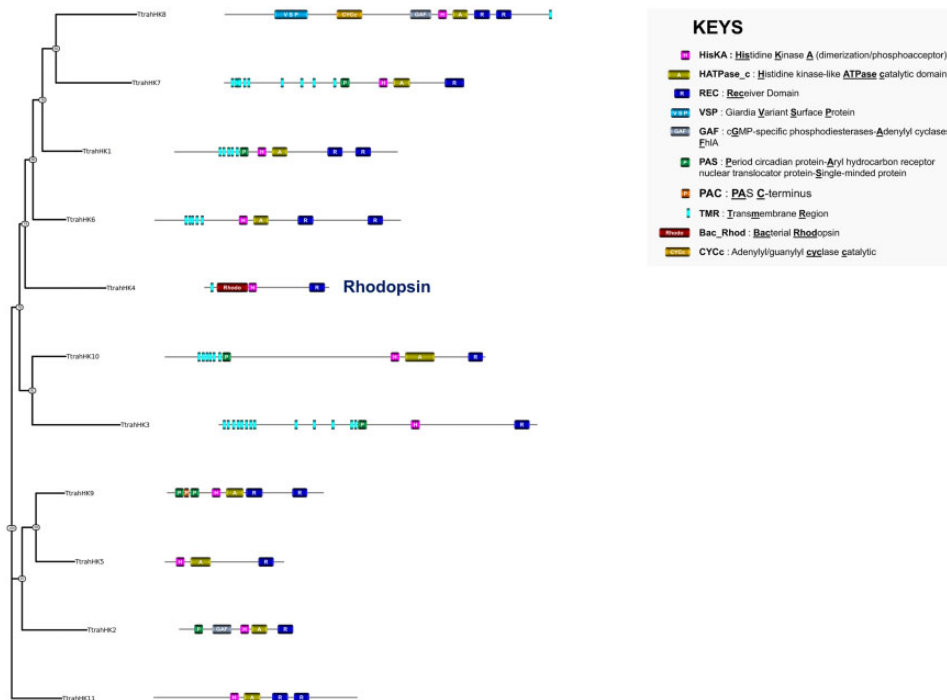 TtrahHK8 VSP CYCc GAF H A R R
KEYS
HisKA : Histidine Kinase A (dimerization/phosphoacceptor)
H
HATPase_c : Histidine kinase-like ATPase catalytic domain
A
TtrahHK7 P H A R
REC : Receiver Domain
R
VSP : Giardia Variant Surface Protein
VSP
GAF : cGMP-specific phosphodiesterases-Adenylyl cyclases
GAF
FhlA
TtrahHK1 P H A R R
PAS : Period circadian protein-Aryl hydrocarbon receptor
P
nuclear translocator protein-Single-minded protein
PAC : PAS C-terminus
P
TMR : Transmembrane Region
TtrahHK6 H A R R
Bac_Rhod : Bacterial Rhodopsin
Rhodo
CYCc : Adenylyl/guanylyl cyclase catalytic
CYCc
TtrahHK4 Rhodo H R Rhodopsin
TtrahHK10 P H A R
TtrahHK3 P H R
TtrahHK9 P P P H A R R
TtrahHK5 H A R
TtrahHK2 P GAF H A R
TtrahHK11 H A R R